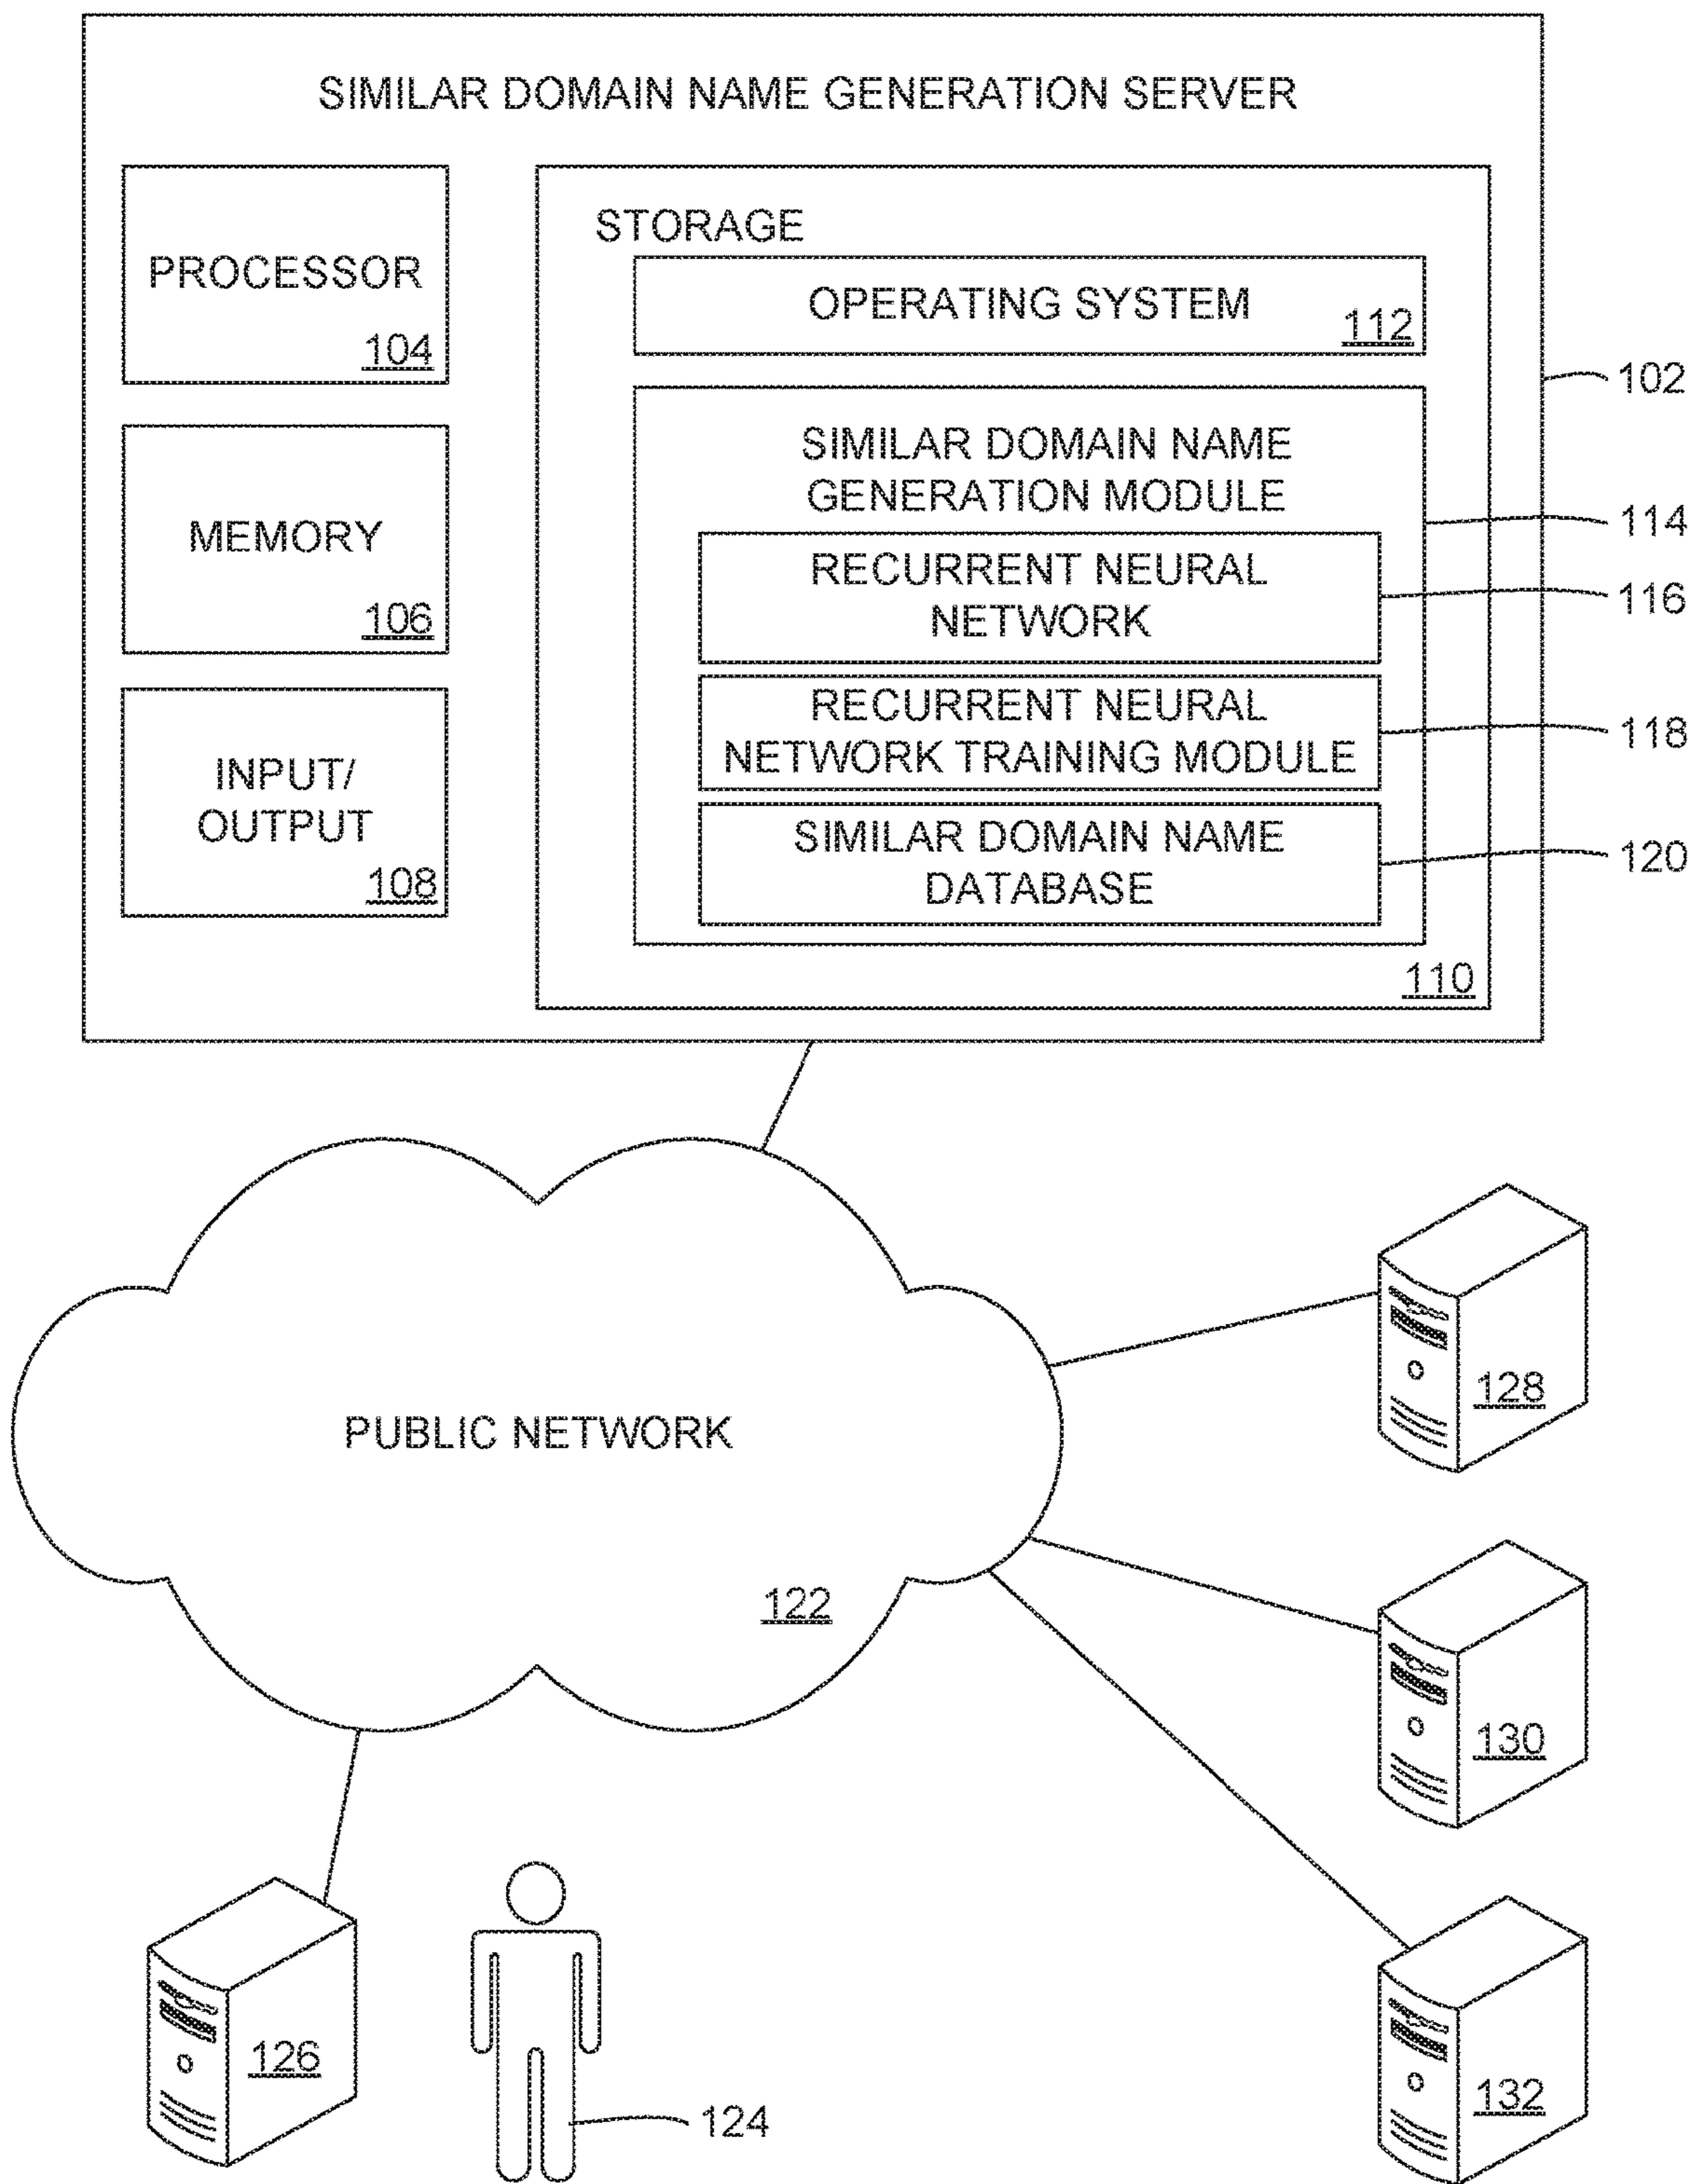 SIMILAR DOMAIN NAME GENERATION SERVER
PROCESSOR
104
MEMORY
106
INPUT/
OUTPUT
108
STORAGE
OPERATING SYSTEM
112
SIMILAR DOMAIN NAME
GENERATION MODULE
RECURRENT NEURAL
NETWORK
RECURRENT NEURAL
NETWORK TRAINING MODULE
SIMILAR DOMAIN NAME
DATABASE
110
102
114
116
118
120
PUBLIC NETWORK
122
128
130
132
126
124